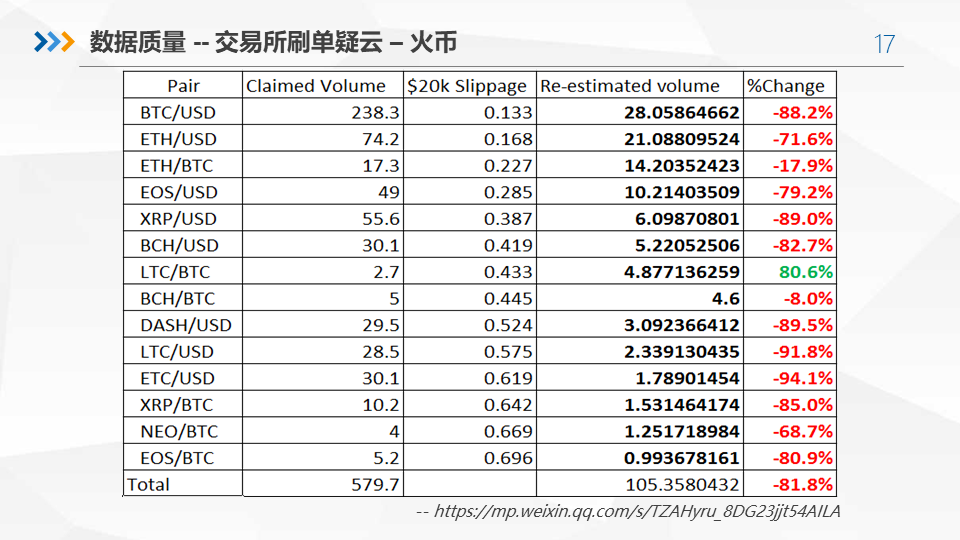 数据质量 -- 交易所刷单疑云 – 火币
17
Pair Claimed Volume $20k Slippage Re-estimated volume %Change
BTC/USD 238.3 0.133 28.05864662 -88.2%
ETH/USD 74.2 0.168 21.08809524 -71.6%
ETH/BTC 17.3 0.227 14.20352423 -17.9%
EOS/USD 49 0.285 10.21403509 -79.2%
XRP/USD 55.6 0.387 6.09870801 -89.0%
BCH/USD 30.1 0.419 5.22052506 -82.7%
LTC/BTC 2.7 0.433 4.877136259 80.6%
BCH/BTC 5 0.445 4.6 -8.0%
DASH/USD 29.5 0.524 3.092366412 -89.5%
LTC/USD 28.5 0.575 2.339130435 -91.8%
ETC/USD 30.1 0.619 1.78901454 -94.1%
XRP/BTC 10.2 0.642 1.531464174 -85.0%
NEO/BTC 4 0.669 1.251718984 -68.7%
EOS/BTC 5.2 0.696 0.993678161 -80.9%
Total 579.7 105.3580432 -81.8%
-- https://mp.weixin.qq.com/s/TZAHyru_8DG23jjt54AILA